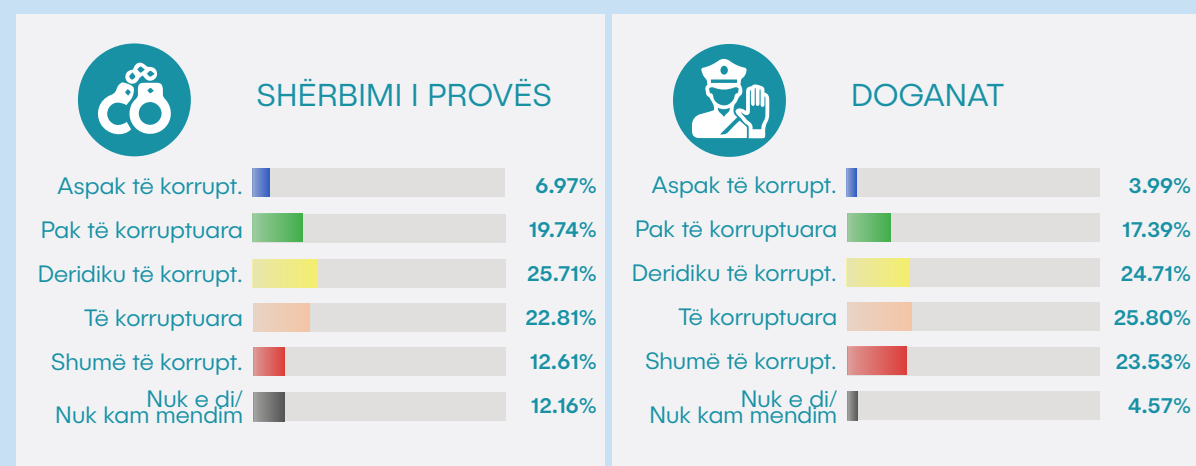 SHËRBIMI I PROVËS
Aspak të korrupt. 6.97%
Pak të korruptuara 19.74%
Deridiku të korrupt. 25.71%
Të korruptuara 22.81%
Shumë të korrupt. 12.61%
Nuk e di/
Nuk kam mendim 12.16%
DOGANAT
Aspak të korrupt. 3.99%
Pak të korruptuara 17.39%
Deridiku të korrupt. 24.71%
Të korruptuara 25.80%
Shumë të korrupt. 23.53%
Nuk e di/
Nuk kam mendim 4.57%